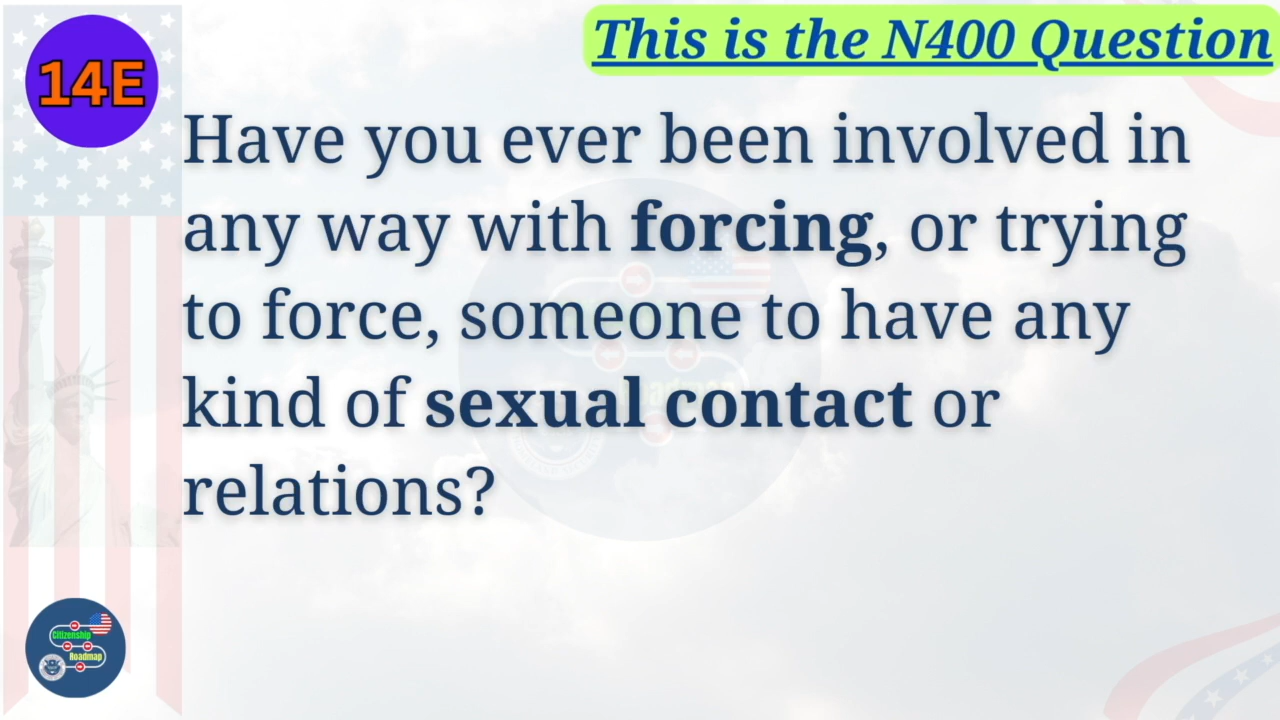 14E
This is the N400 Question
Have you ever been involved in
any way with forcing, or trying
to force, someone to have any
kind of sexual contact or
relations?
Citizenship
Roadmap